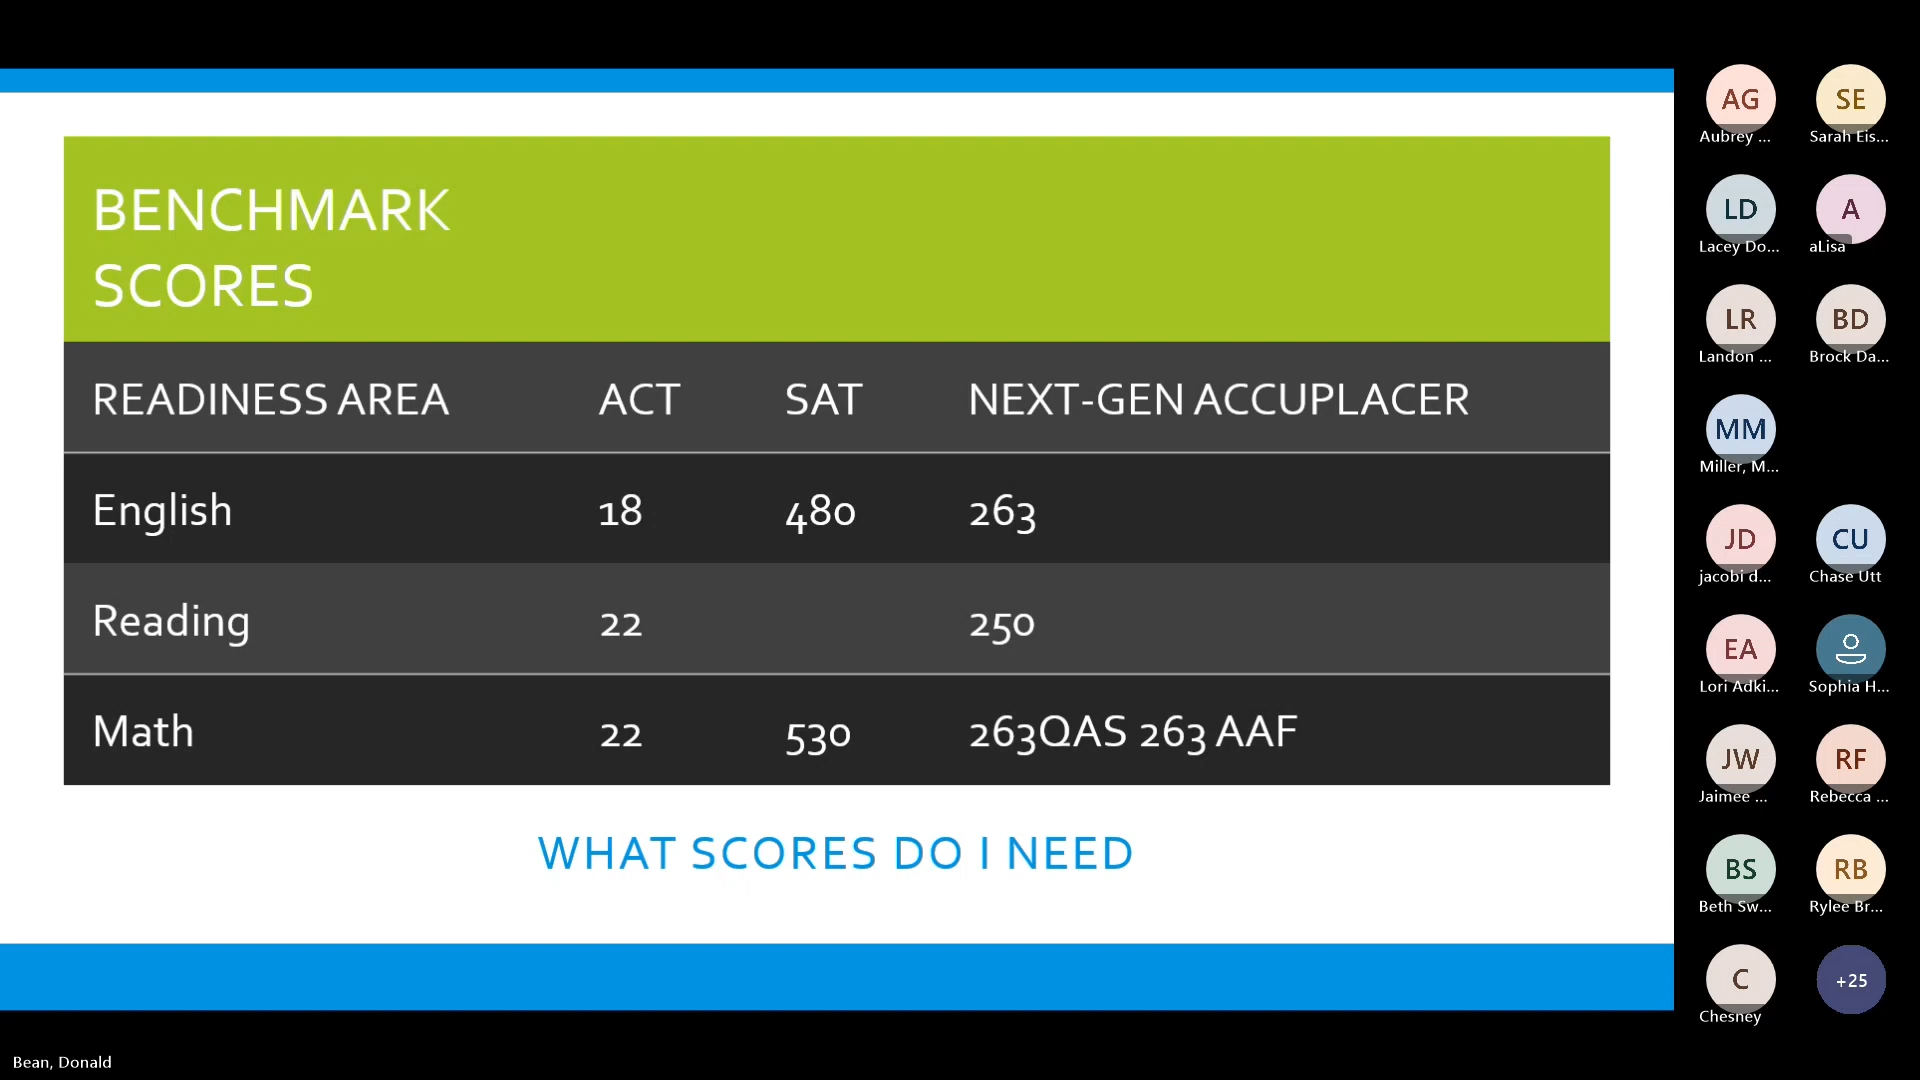 BENCHMARK
SCORES
READINESS AREA ACT SAT NEXT-GEN ACCUPLACER
English 18 480 263
Reading 22 250
Math 22 530 263QAS 263 AAF
WHAT SCORES DO I NEED
AG SE
Aubrey ... Sarah Eis...
LD A
Lacey Do... aLisa
LR BD
Landon ... Brock Da...
MM
Miller, M...
JD CU
jacobi d... Chase Utt
EA
Lori Adki... Sophia H...
JW RF
Jaimee ... Rebecca ...
BS RB
Beth Sw... Rylee Br...
C +25
Chesney
Bean, Donald